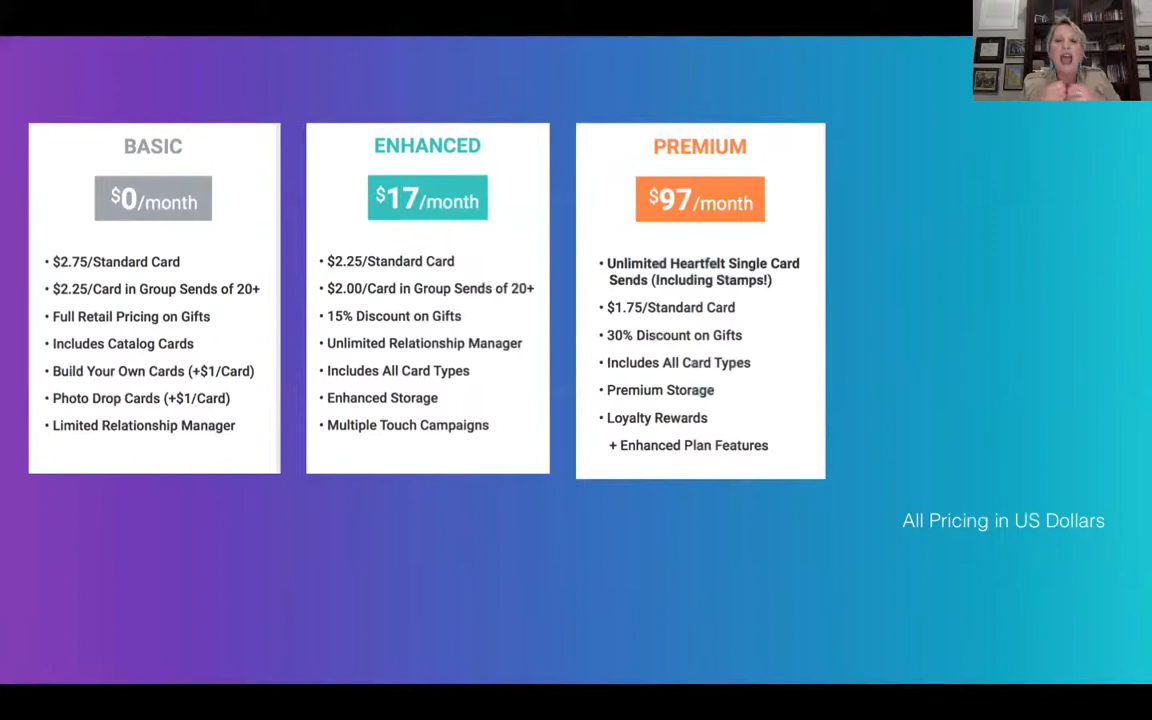 BASIC
$0/month
• $2.75/Standard Card
• $2.25/Card in Group Sends of 20+
• Full Retail Pricing on Gifts
• Includes Catalog Cards
• Build Your Own Cards (+$1/Card)
• Photo Drop Cards (+$1/Card)
• Limited Relationship Manager
ENHANCED
$17/month
• $2.25/Standard Card
• $2.00/Card in Group Sends of 20+
• 15% Discount on Gifts
• Unlimited Relationship Manager
• Includes All Card Types
• Enhanced Storage
• Multiple Touch Campaigns
PREMIUM
$97/month
• Unlimited Heartfelt Single Card
Sends (Including Stamps!)
• $1.75/Standard Card
• 30% Discount on Gifts
• Includes All Card Types
• Premium Storage
• Loyalty Rewards
+ Enhanced Plan Features
All Pricing in US Dollars